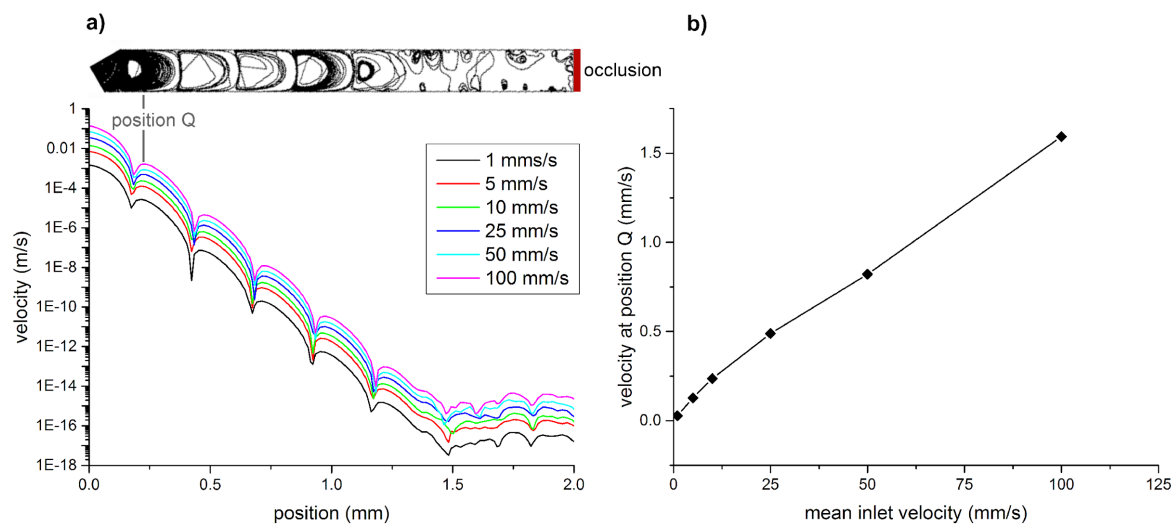 a)
occlusion
position Q
1
0.01
1E-4
1E-6
1E-8
1E-10
1E-12
1E-14
1E-16
1E-18
velocity (m/s)
1 mms/s
5 mm/s
10 mm/s
25 mm/s
50 mm/s
100 mm/s
0.0
0.5
1.0
1.5
2.0
position (mm)
b)
velocity at position Q (mm/s)
1.5
1.0
0.5
0.0
0
25
50
75
100
125
mean inlet velocity (mm/s)